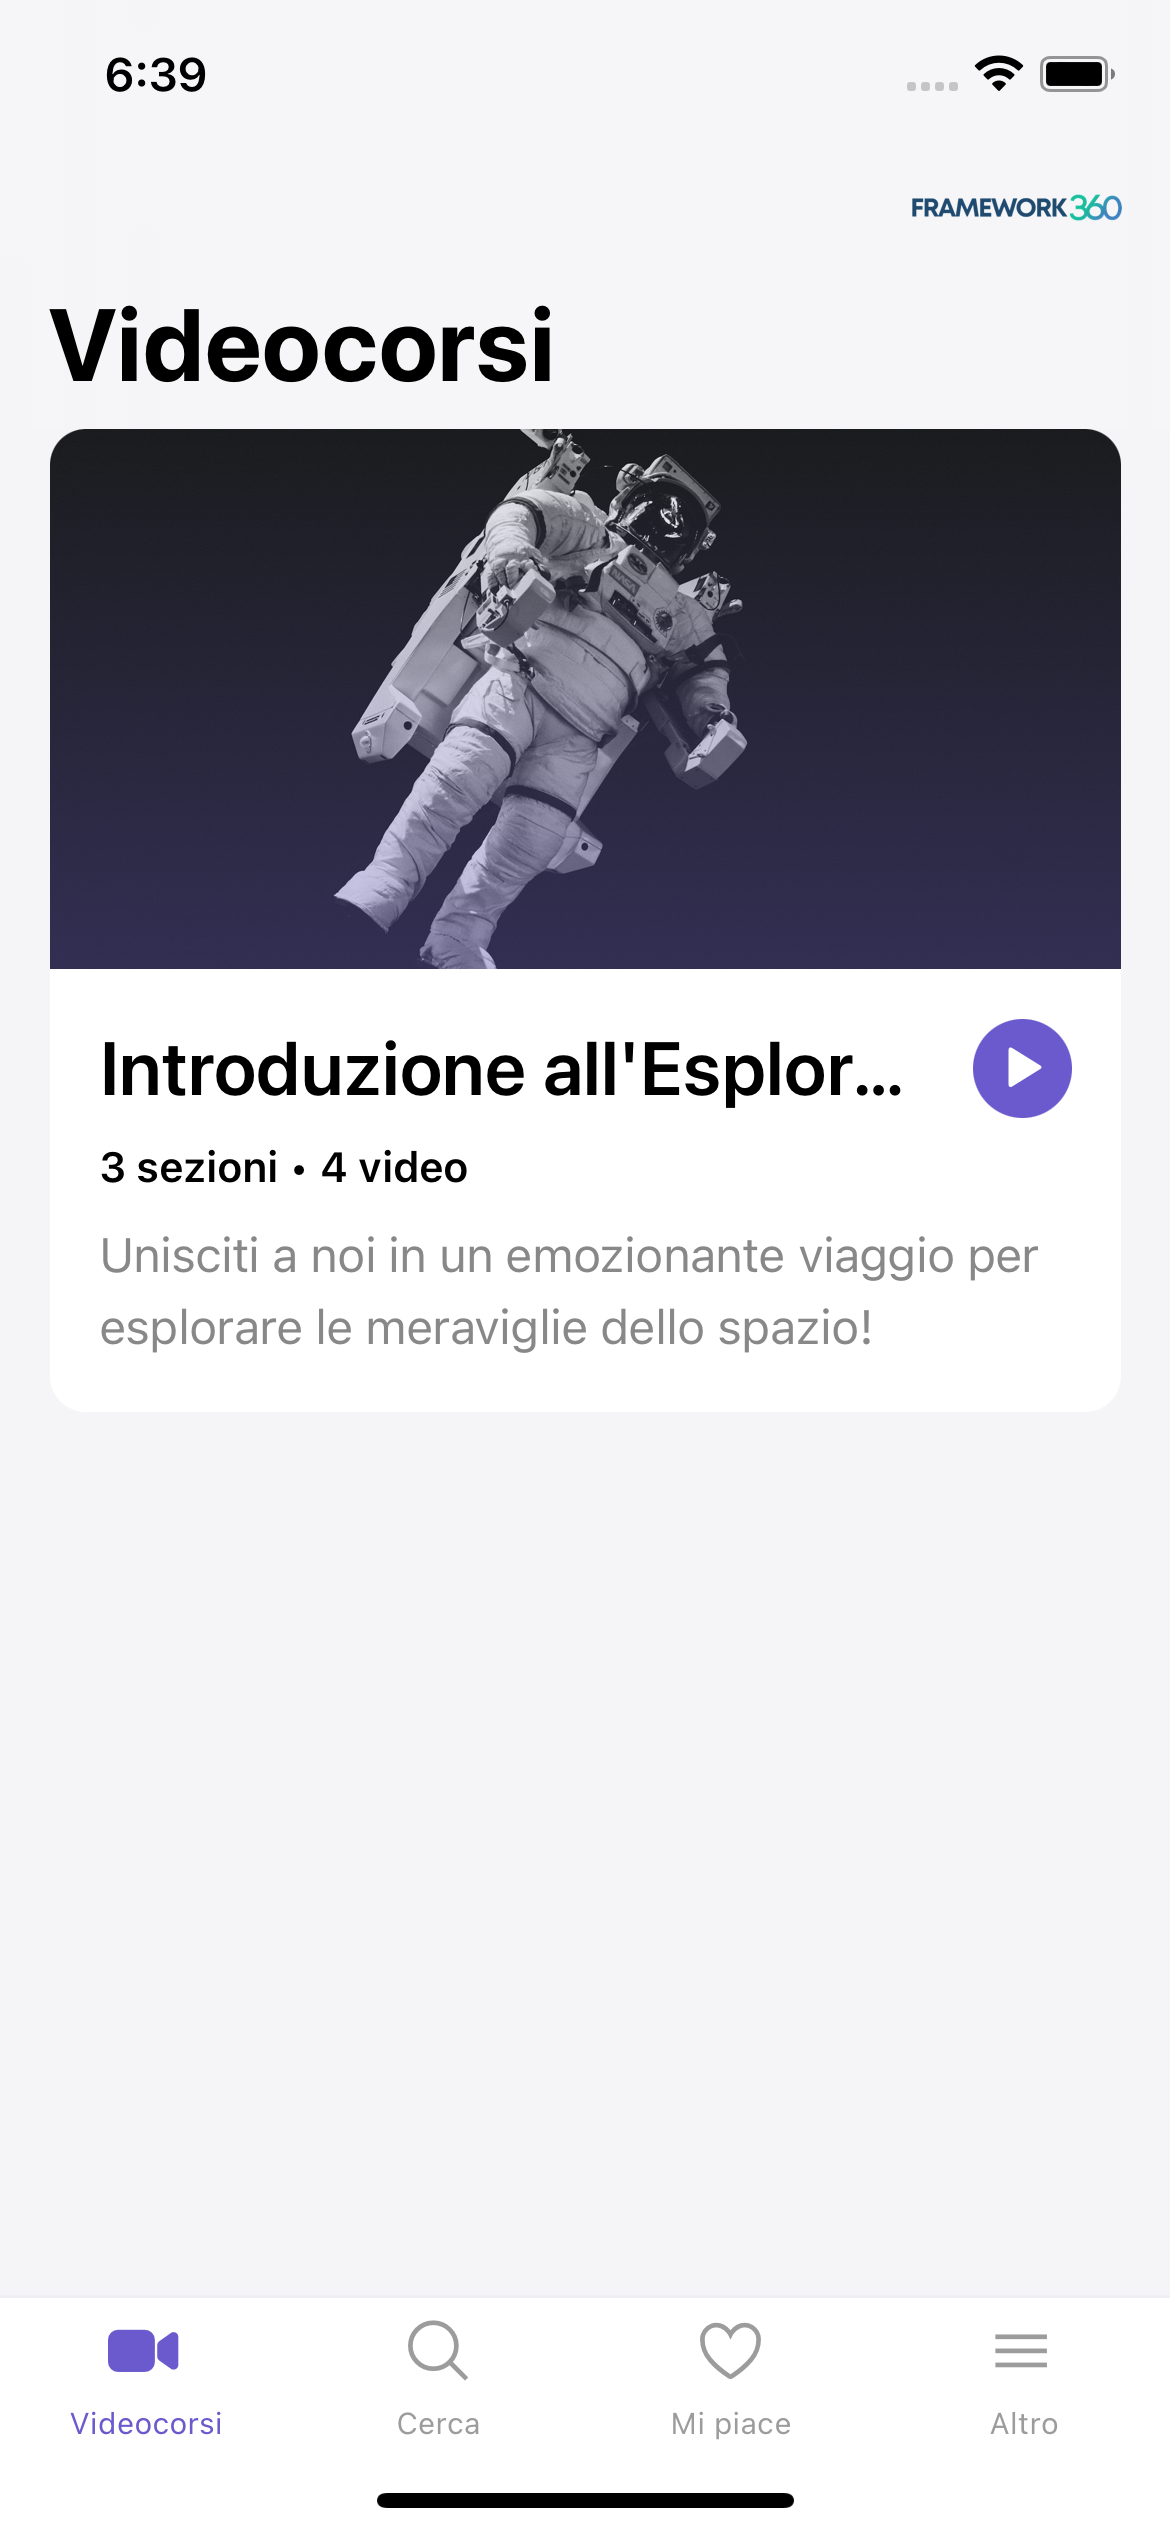 6:39
FRAMEWORK360
Videocorsi
Introduzione all'Esplor...
3 sezioni • 4 video
Unisciti a noi in un emozionante viaggio per
esplorare le meraviglie dello spazio!
Videocorsi
Cerca
Mi piace
Altro